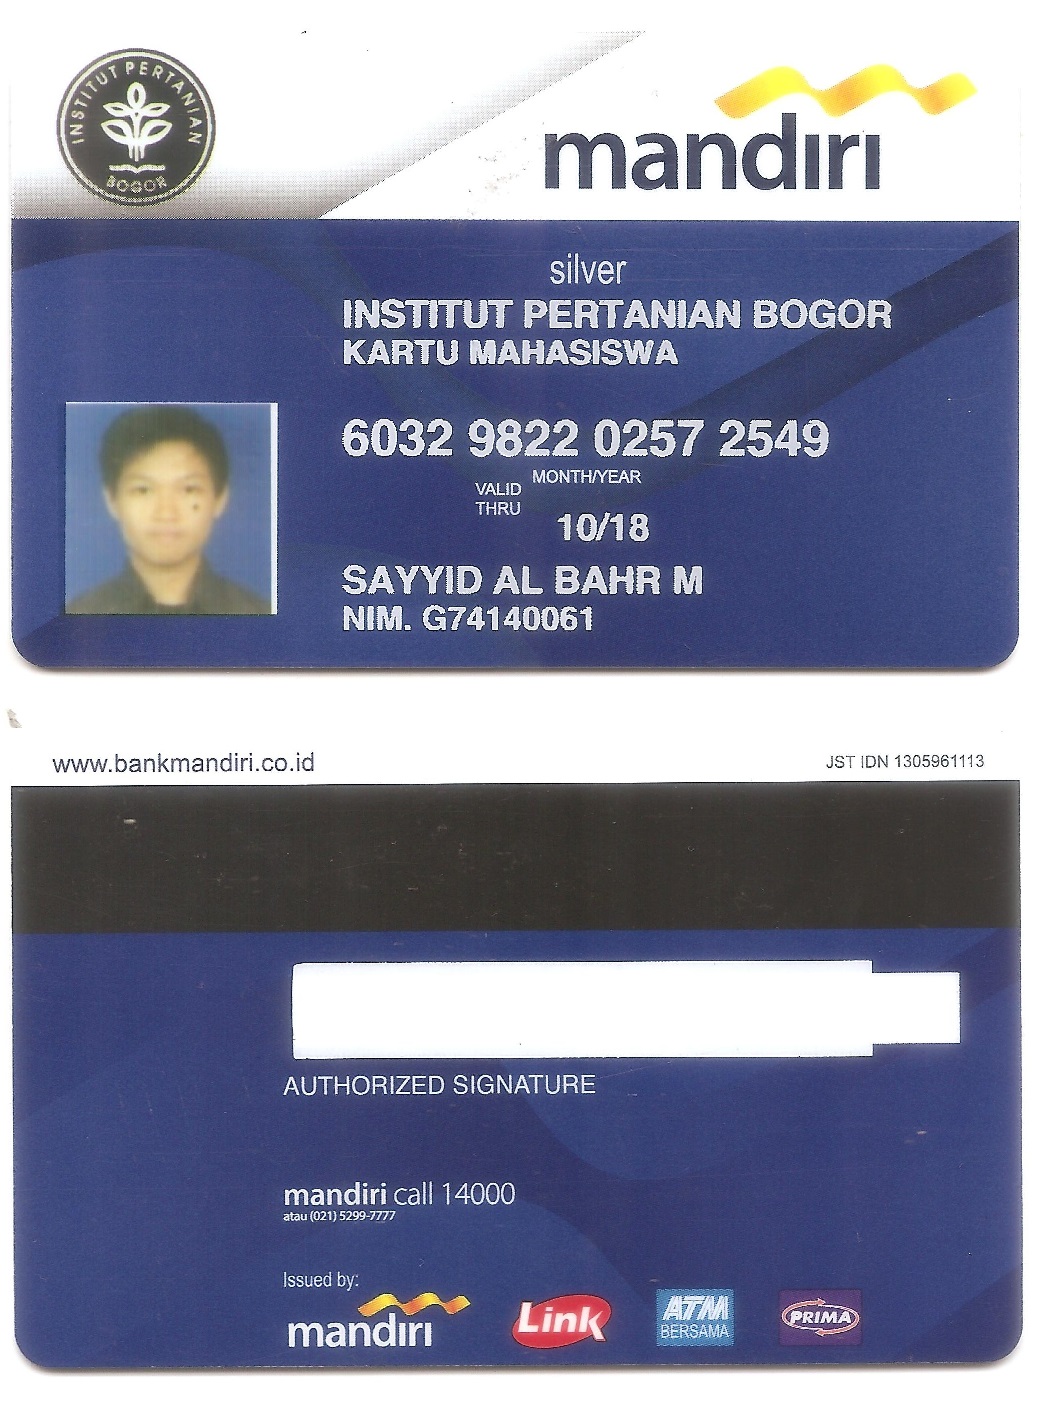 INSTITUT PERTANIAN
BOGOR
mandiri
silver
INSTITUT PERTANIAN BOGOR
KARTU MAHASISWA
6032 9822 0257 2549
MONTH/YEAR
VALID
THRU
10/18
SAYYID AL BAHR M
NIM. G74140061
www.bankmandiri.co.id
JST IDN 1305961113
AUTHORIZED SIGNATURE
mandiri call 14000
atau (021) 5299-7777
Issued by:
mandiri
Link
ATM
BERSAMA
PRIMA